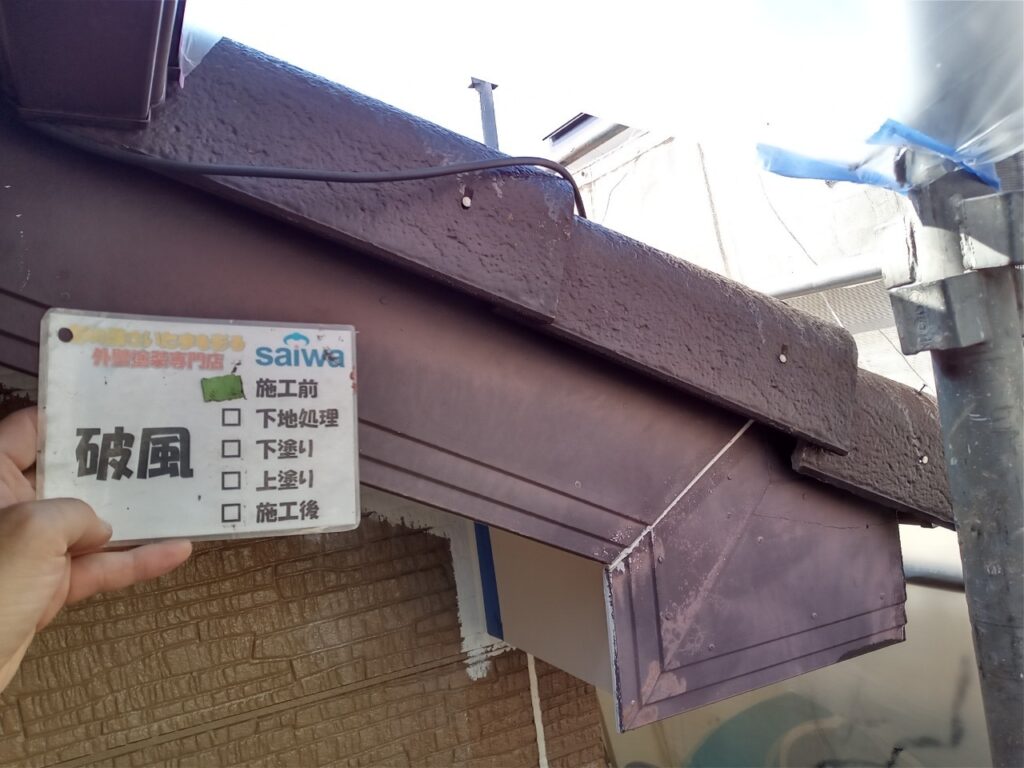 外壁塗装専門店
saiwa
施工前
下地処理
下塗り
上塗り
施工後
破風